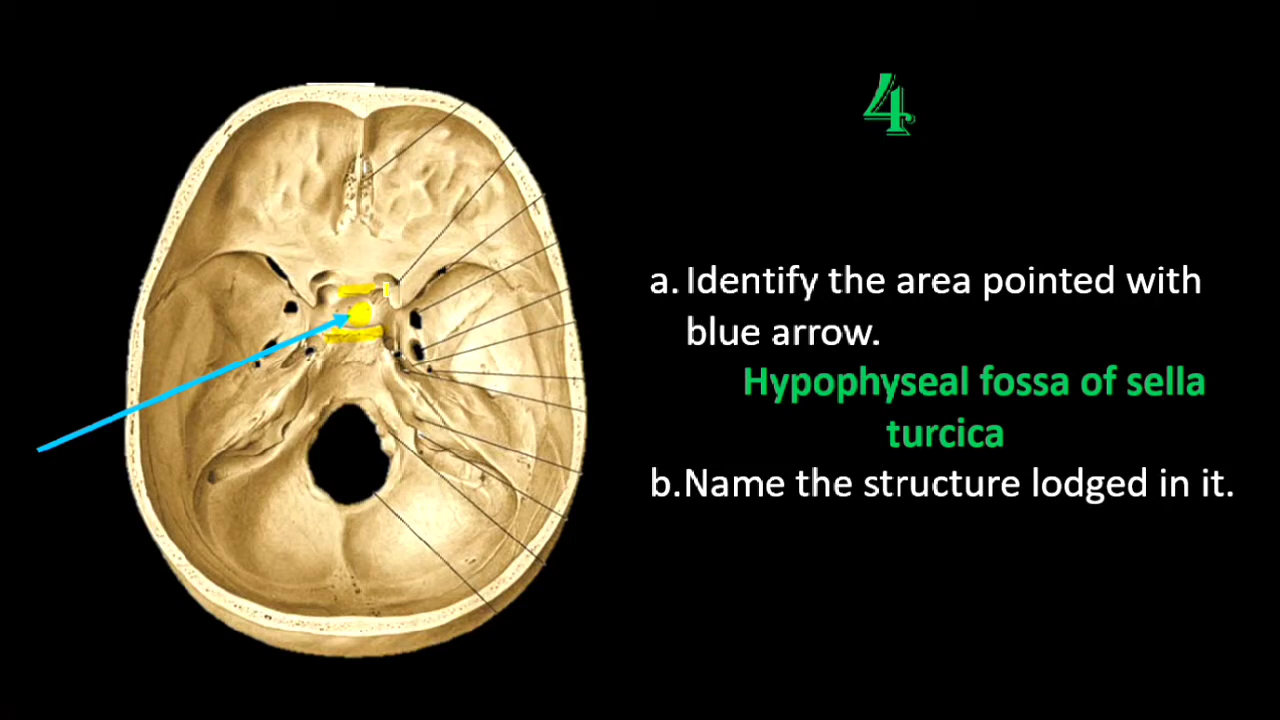 4
a. Identify the area pointed with
blue arrow.
Hypophyseal fossa of sella
turcica
b.Name the structure lodged in it.